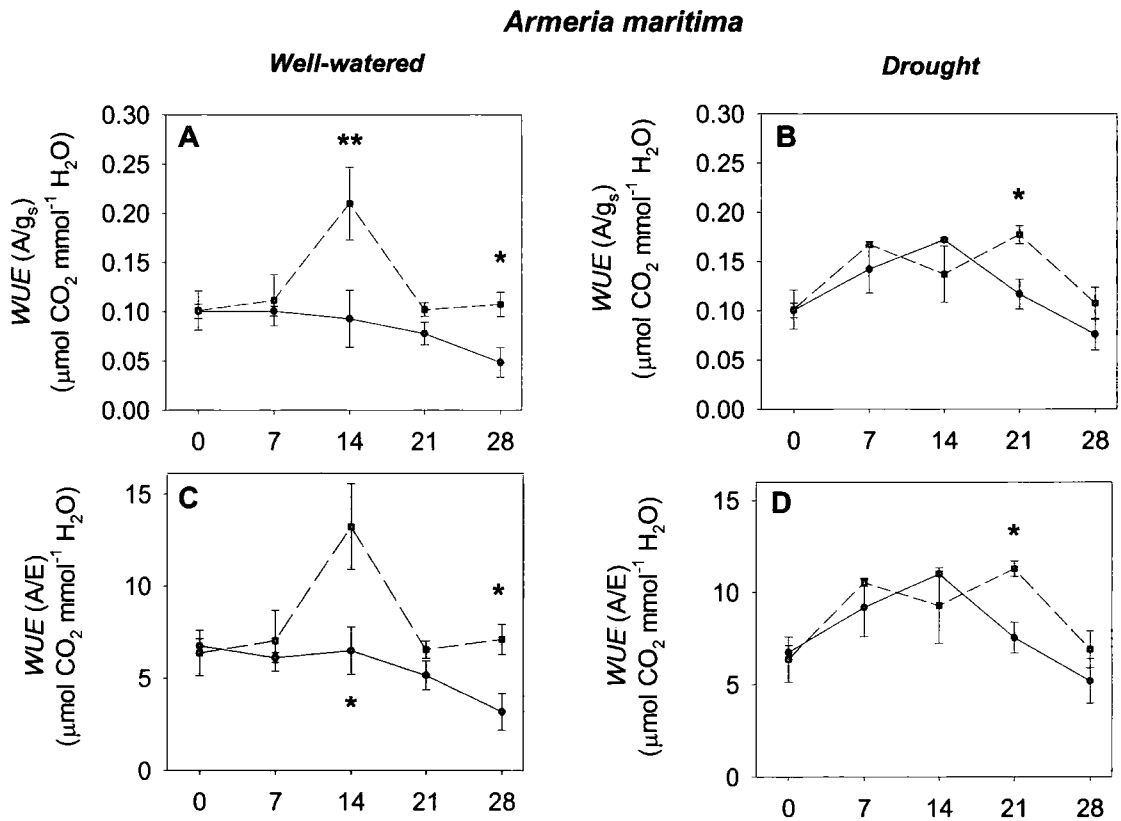 Armeria maritima
Well-watered
Drought
A
**
*
WUE (A/gs)
(μmol CO₂ mmol⁻¹ H₂O)
0.30
0.25
0.20
0.15
0.10
0.05
0.00
0 7 14 21 28
B
*
WUE (A/gs)
(μmol CO₂ mmol⁻¹ H₂O)
0.30
0.25
0.20
0.15
0.10
0.05
0.00
0 7 14 21 28
C
*
*
WUE (A/E)
(μmol CO₂ mmol⁻¹ H₂O)
15
10
5
0
0 7 14 21 28
D
*
WUE (A/E)
(μmol CO₂ mmol⁻¹ H₂O)
15
10
5
0
0 7 14 21 28